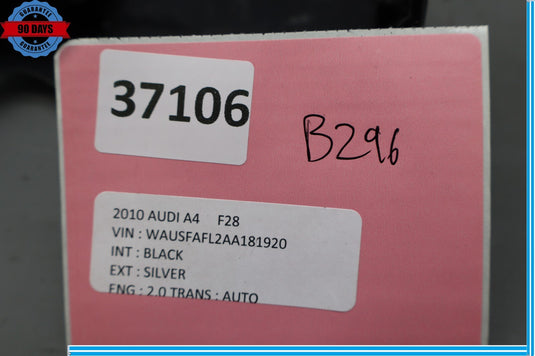 GUARANTEE
90 DAYS
GUARANTEE
37106
B296
2010 AUDI A4 F28
VIN : WAUSFAFL2AA181920
INT : BLACK
EXT : SILVER
ENG : 2.0 TRANS : AUTO